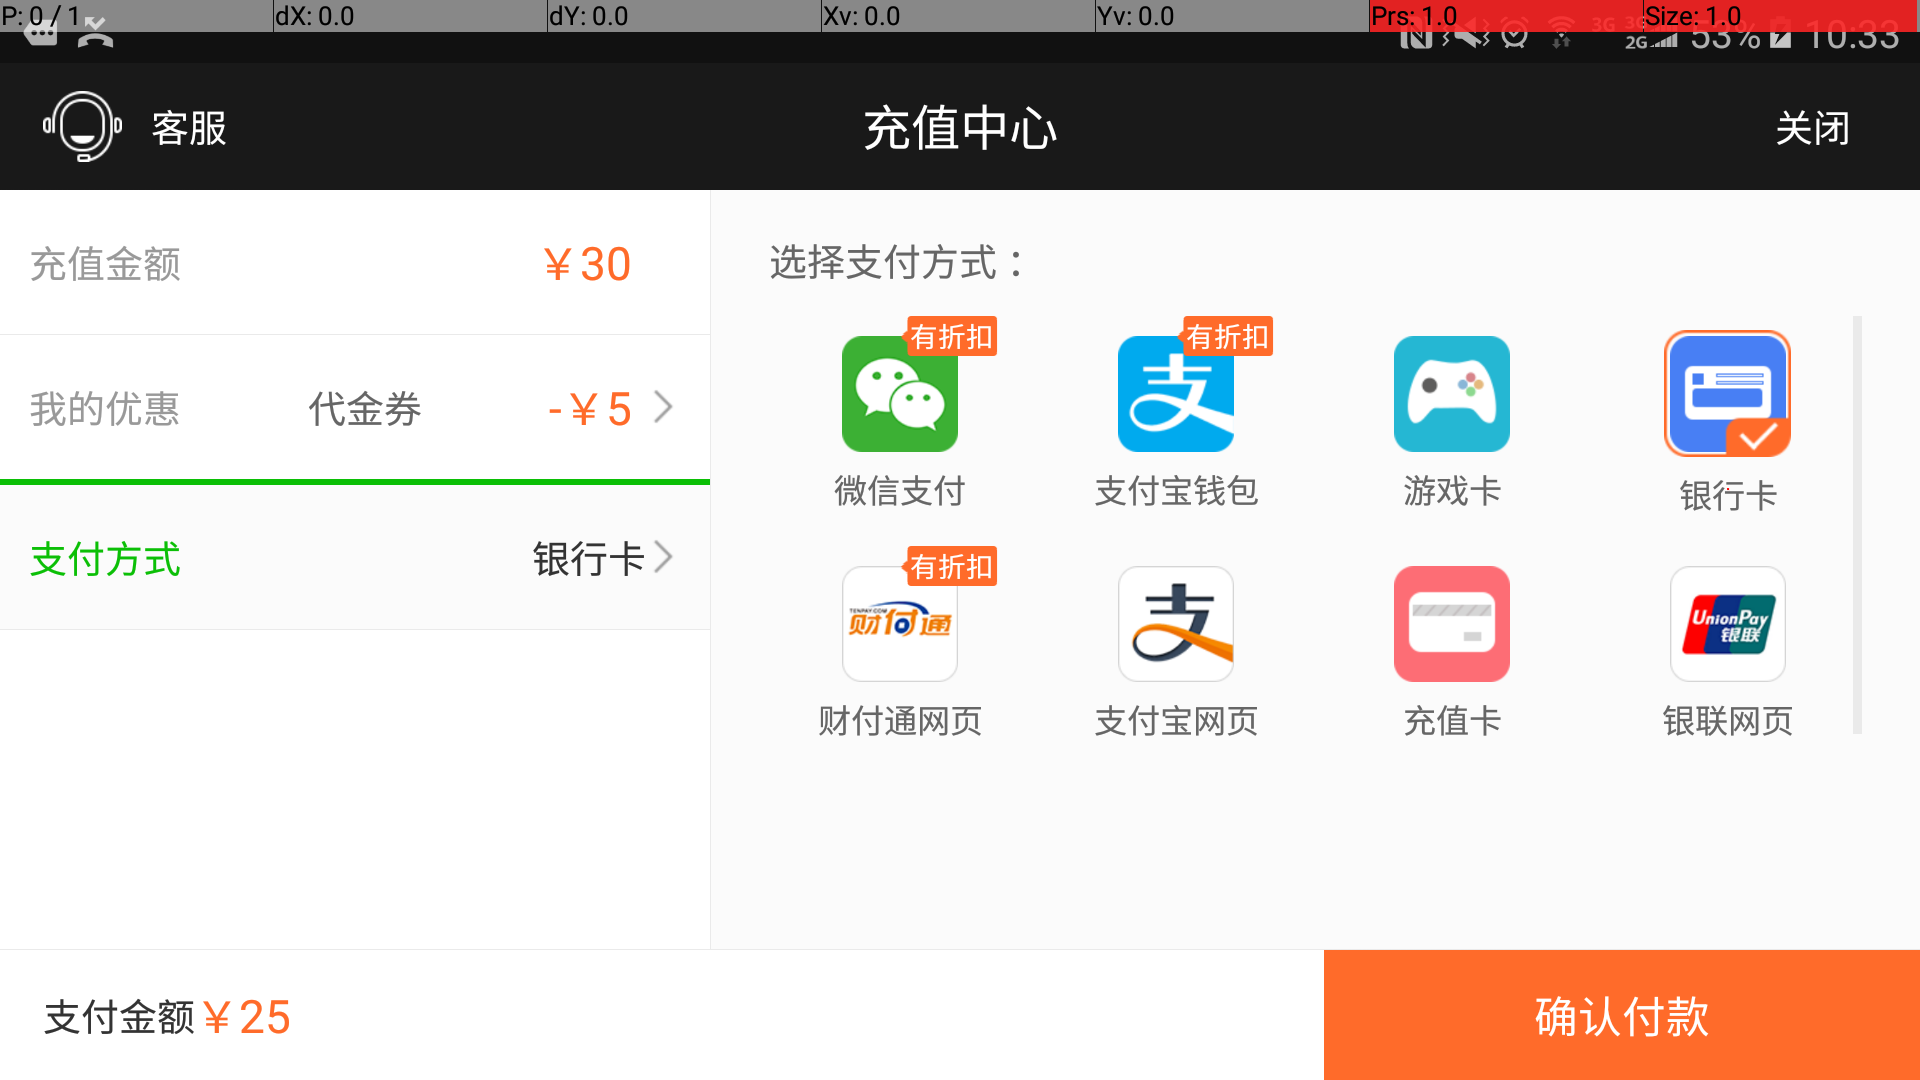 P: 0 / 1 dX: 0.0 dY: 0.0 Xv: 0.0 Yv: 0.0 Prs: 1.0 Size: 1.0
3G 3G 2G 53% 10:33
客服 充值中心 关闭
充值金额 ￥30
我的优惠 代金券 -￥5
支付方式 银行卡
选择支付方式：
有折扣 有折扣
微信支付 支付宝钱包 游戏卡 银行卡
有折扣
TENPAY.COM 财付通 UnionPay 银联
财付通网页 支付宝网页 充值卡 银联网页
支付金额￥25 确认付款